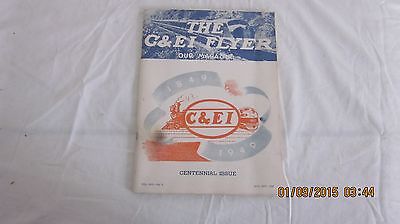 THE
C&EI FLYER
OUR MAGAZINE
1849
C&EI
1949
CENTENNIAL ISSUE
01/09/2015 03:44